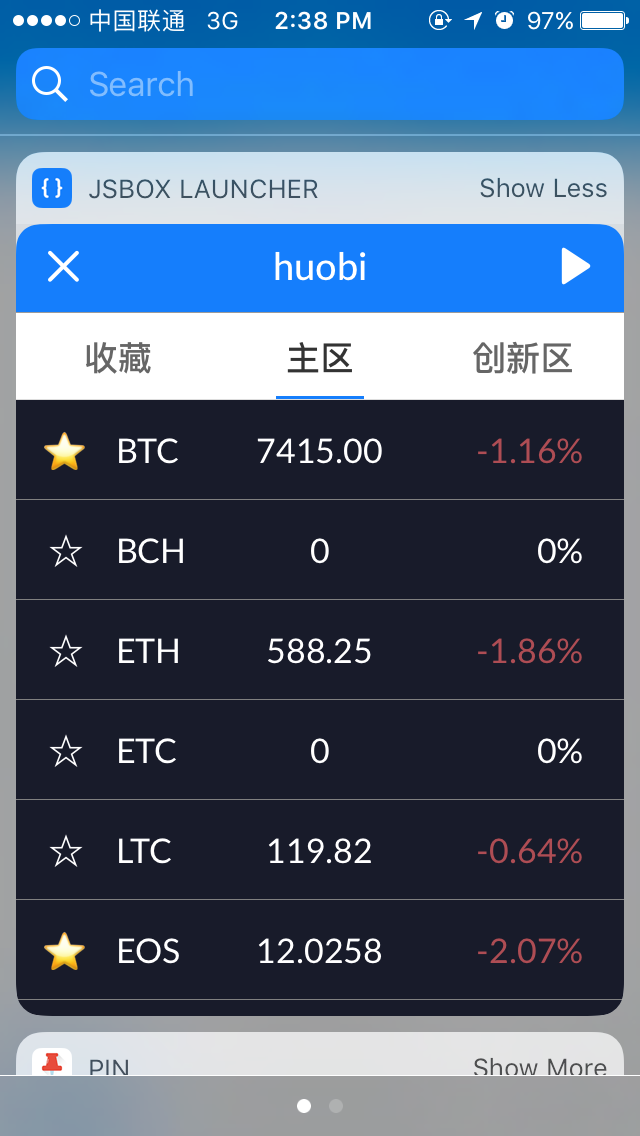 中国联通 3G 2:38 PM 97%
Search
{ } JSBOX LAUNCHER Show Less
huobi
收藏 主区 创新区
BTC 7415.00 -1.16%
BCH 0 0%
ETH 588.25 -1.86%
ETC 0 0%
LTC 119.82 -0.64%
EOS 12.0258 -2.07%
PIN Show More